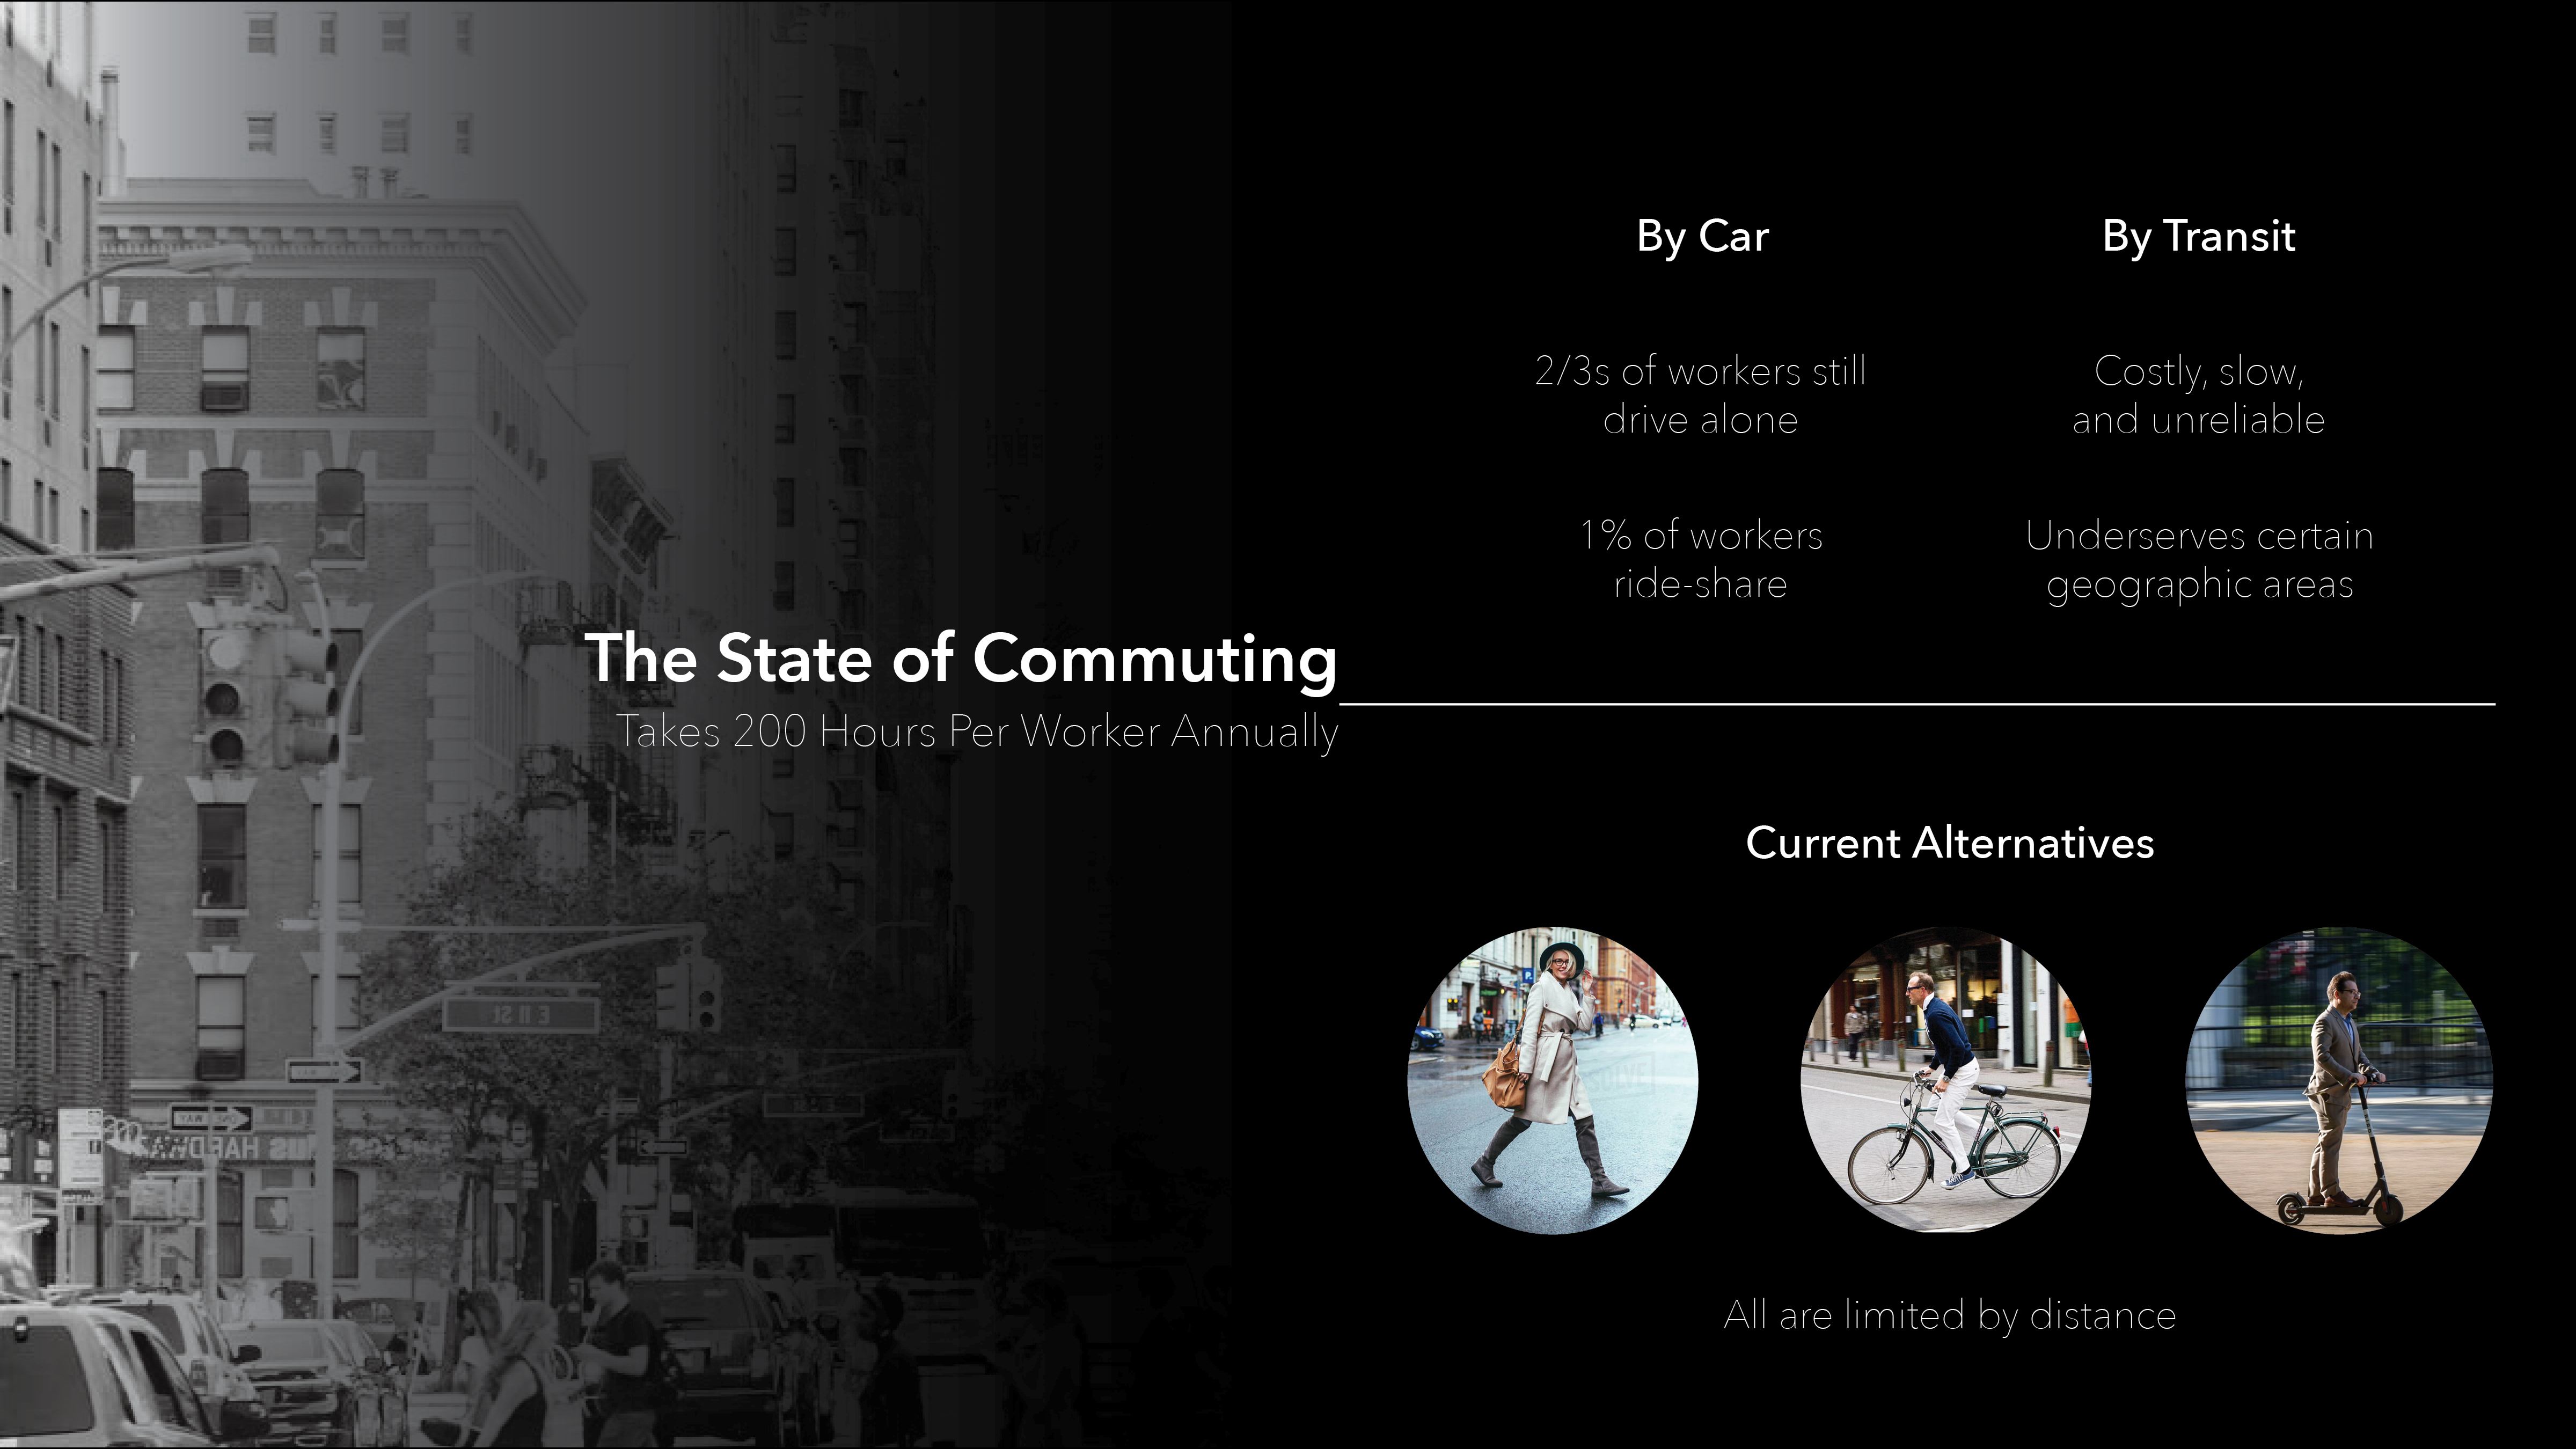 The State of Commuting
Takes 200 Hours Per Worker Annually
By Car
2/3s of workers still
drive alone
1% of workers
ride-share
By Transit
Costly, slow,
and unreliable
Underserves certain
geographic areas
Current Alternatives
All are limited by distance
E 11 St